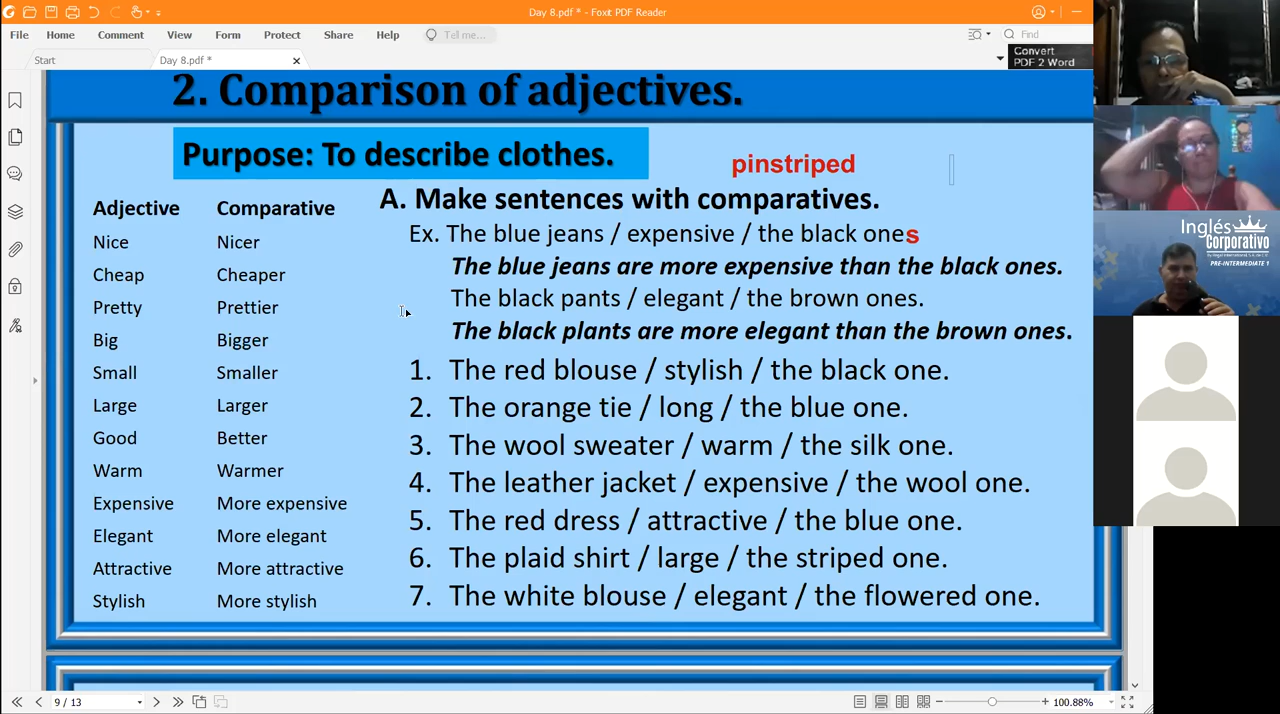 Day 8.pdf * - Foxit PDF Reader
File Home Comment View Form Protect Share Help Tell me... Find
Start Day 8.pdf *
Convert
PDF 2 Word
2. Comparison of adjectives.
Purpose: To describe clothes.
pinstriped
Adjective Comparative
Nice Nicer
Cheap Cheaper
Pretty Prettier
Big Bigger
Small Smaller
Large Larger
Good Better
Warm Warmer
Expensive More expensive
Elegant More elegant
Attractive More attractive
Stylish More stylish
A. Make sentences with comparatives.
Ex. The blue jeans / expensive / the black ones
The blue jeans are more expensive than the black ones.
The black pants / elegant / the brown ones.
The black plants are more elegant than the brown ones.
1. The red blouse / stylish / the black one.
2. The orange tie / long / the blue one.
3. The wool sweater / warm / the silk one.
4. The leather jacket / expensive / the wool one.
5. The red dress / attractive / the blue one.
6. The plaid shirt / large / the striped one.
7. The white blouse / elegant / the flowered one.
Inglés
Corporativo
PRE-INTERMEDIATE 1
9 / 13
100.88%